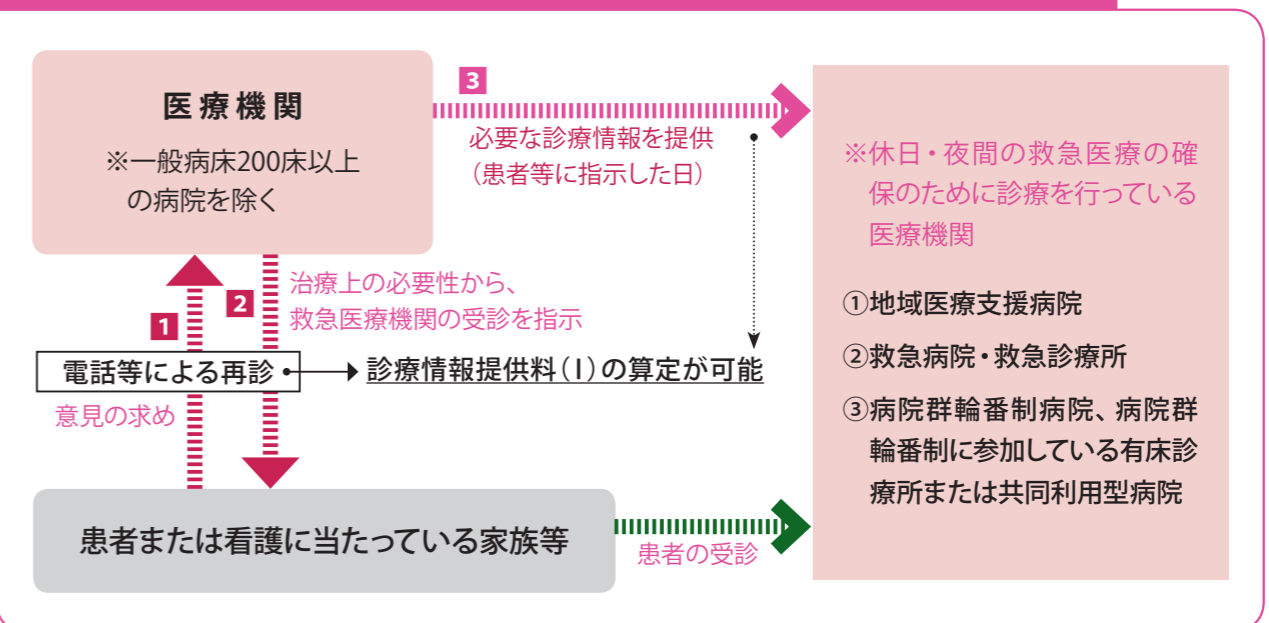 医療機関
※一般病床200床以上
の病院を除く
3
必要な診療情報を提供
（患者等に指示した日）
1
2
治療上の必要性から、
救急医療機関の受診を指示
電話等による再診
診療情報提供料（I）の算定が可能
意見の求め
患者または看護に当たっている家族等
患者の受診
※休日・夜間の救急医療の確
保のために診療を行っている
医療機関
①地域医療支援病院
②救急病院・救急診療所
③病院群輪番制病院、病院群
輪番制に参加している有床診
療所または共同利用型病院